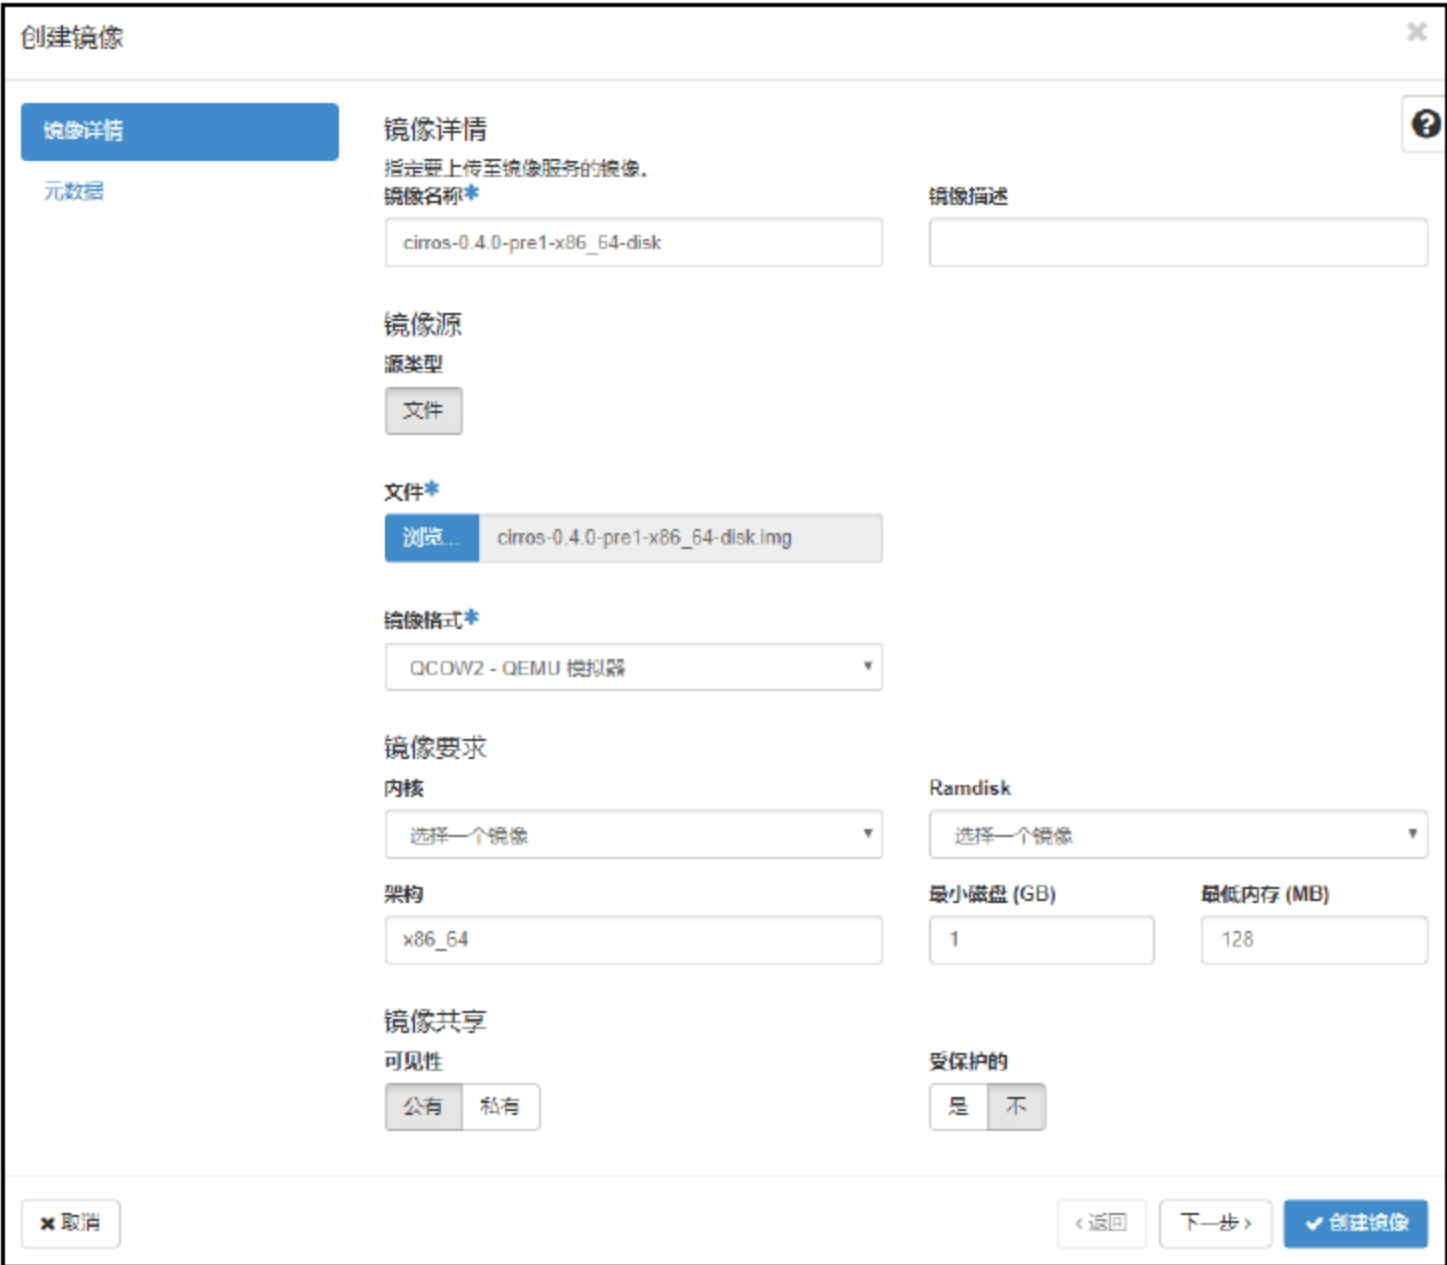 创建镜像
镜像详情
元数据
镜像详情
指定要上传至镜像服务的镜像。
镜像名称* 镜像描述
cirros-0.4.0-pre1-x86_64-disk
镜像源
源类型
文件
文件*
浏览... cirros-0.4.0-pre1-x86_64-disk.img
镜像格式*
QCOW2 - QEMU 模拟器
镜像要求
内核 Ramdisk
选择一个镜像 选择一个镜像
架构 最小磁盘 (GB) 最低内存 (MB)
x86_64 1 128
镜像共享
可见性 受保护的
公有 私有 是 不
取消 ‹返回 下一步› 创建镜像